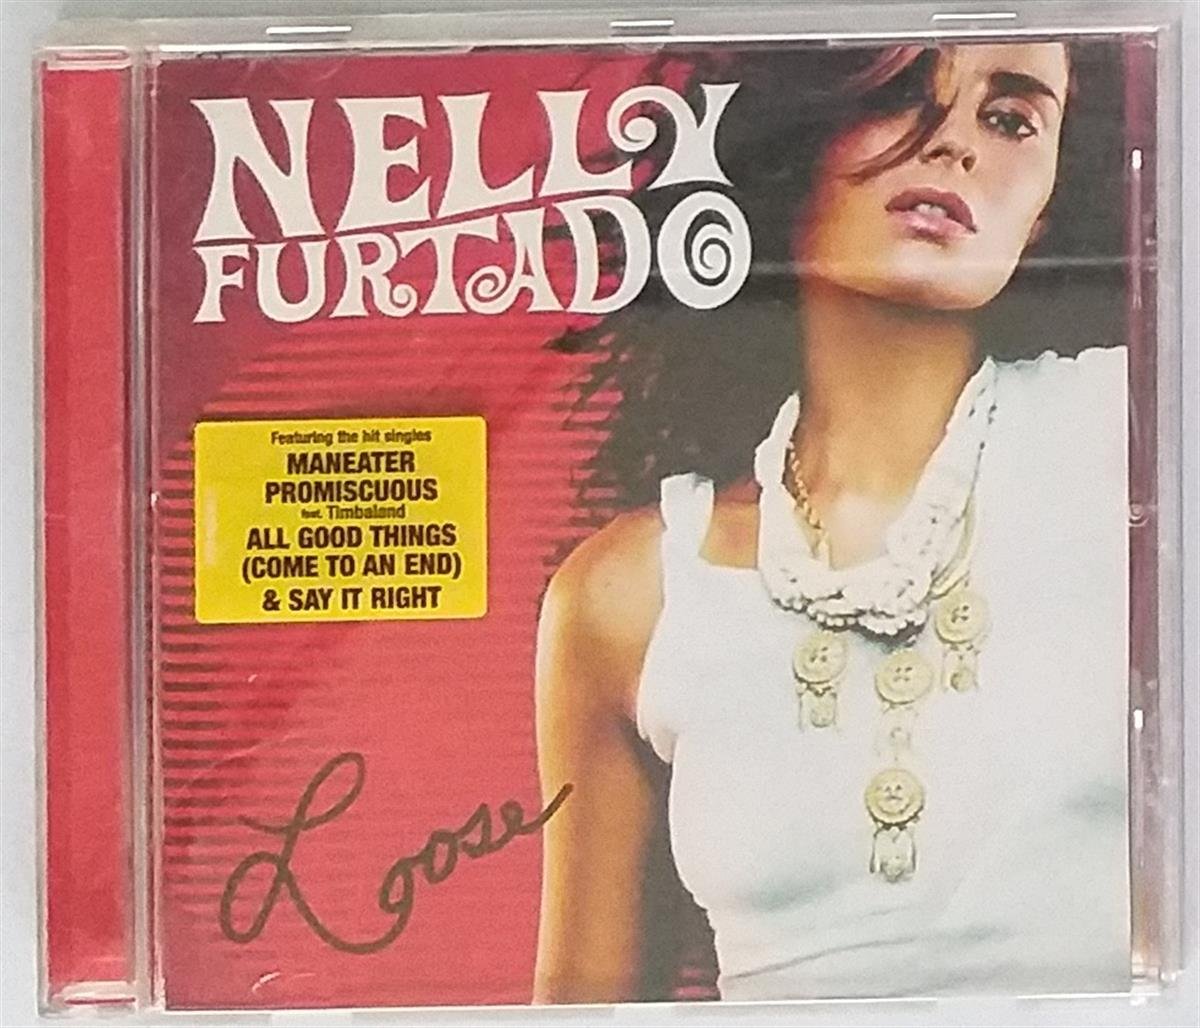 NELLY
FURTADO
Featuring the hit singles
MANEATER
PROMISCUOUS
feat. Timbaland
ALL GOOD THINGS
(COME TO AN END)
& SAY IT RIGHT
Loose